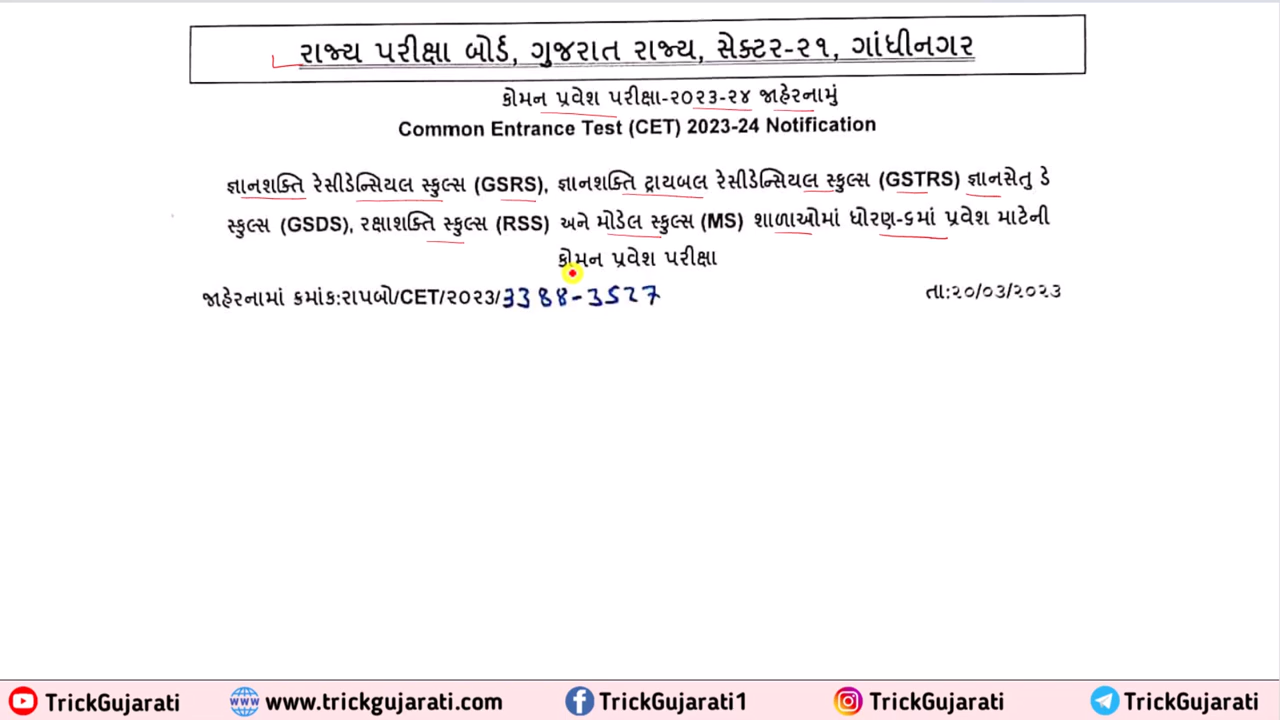 રાજ્ય પરીક્ષા બોર્ડ, ગુજરાત રાજ્ય, સેક્ટર-૨૧, ગાંધીનગર
કોમન પ્રવેશ પરીક્ષા-૨૦૨૩-૨૪ જાહેરનામું
Common Entrance Test (CET) 2023-24 Notification
જ્ઞાનશક્તિ રેસીડેન્સિયલ સ્કુલ્સ (GSRS), જ્ઞાનશક્તિ ટ્રાયબલ રેસીડેન્સિયલ સ્કુલ્સ (GSTRS) જ્ઞાનસેતુ ડે
સ્કુલ્સ (GSDS), રક્ષાશક્તિ સ્કુલ્સ (RSS) અને મોડેલ સ્કુલ્સ (MS) શાળાઓમાં ધોરણ-૬માં પ્રવેશ માટેની
કોમન પ્રવેશ પરીક્ષા
જાહેરનામાં ક્માંક:રાપબો/CET/૨૦૨૩/3388-3527 તા:૨૦/૦૩/૨૦૨૩
TrickGujarati www.trickgujarati.com TrickGujarati1 TrickGujarati TrickGujarati